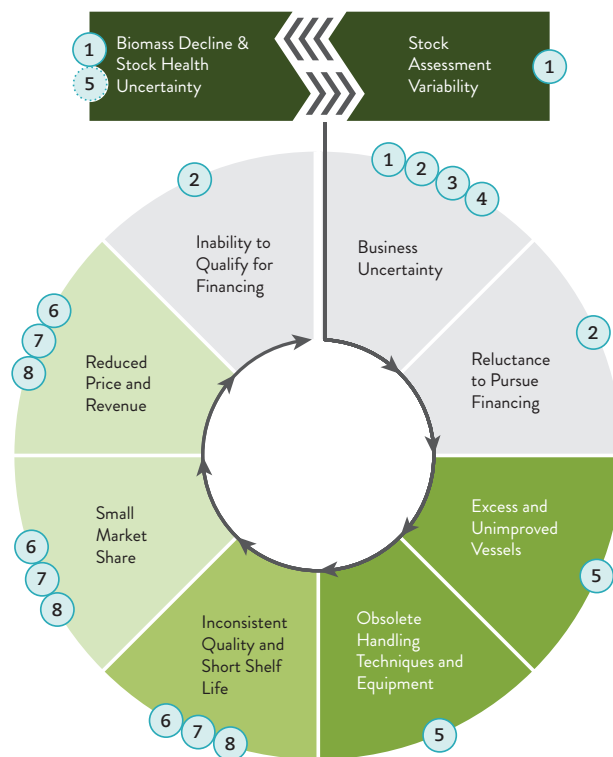 1
5
Biomass Decline &
Stock Health
Uncertainty
Stock
Assessment
Variability
1
1
2
3
4
Business
Uncertainty
2
Reluctance
to Pursue
Financing
Excess and
Unimproved
Vessels
5
Obsolete
Handling
Techniques and
Equipment
5
Inconsistent
Quality and
Short Shelf
Life
6
7
8
Small
Market
Share
6
7
8
Reduced
Price and
Revenue
6
7
8
Inability to
Qualify for
Financing
2